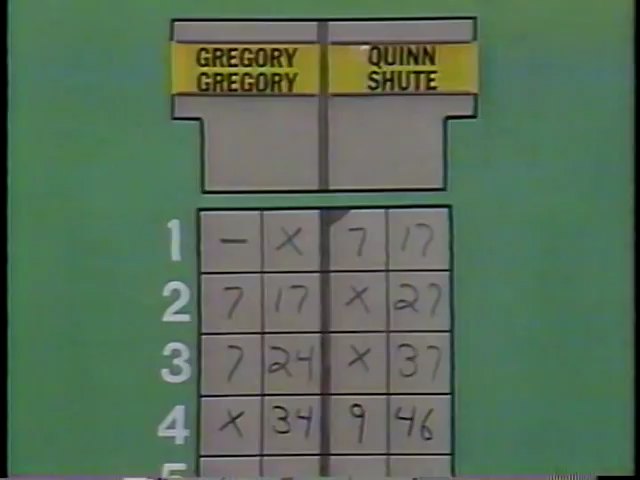 GREGORY QUINN
GREGORY SHUTE
1 – X 7 17
2 7 17 X 27
3 7 24 X 37
4 X 34 9 46
5